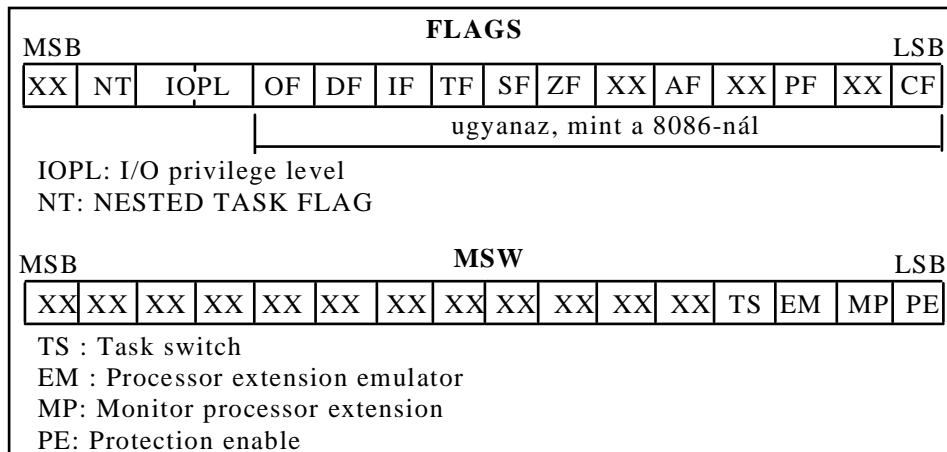 FLAGS
MSB LSB
XX NT IOPL OF DF IF TF SF ZF XX AF XX PF XX CF
ugyanaz, mint a 8086-nál
IOPL: I/O privilege level
NT: NESTED TASK FLAG
MSW
MSB LSB
XX XX XX XX XX XX XX XX XX XX XX XX TS EM MP PE
TS : Task switch
EM : Processor extension emulator
MP: Monitor processor extension
PE: Protection enable